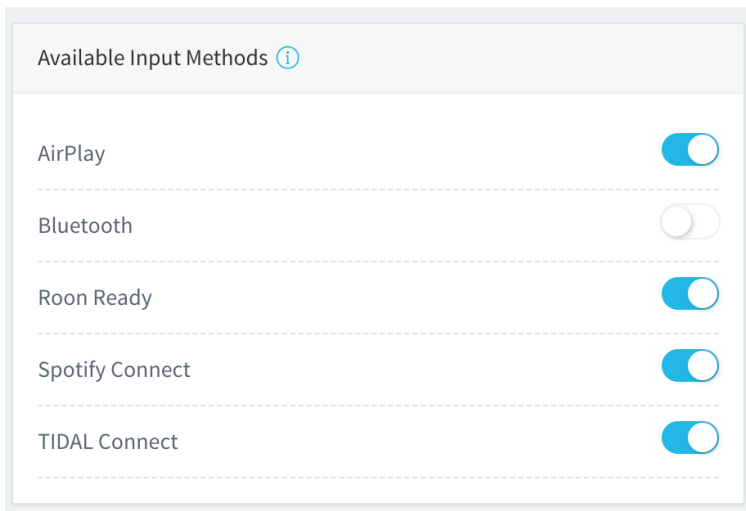 Available Input Methods
AirPlay
Bluetooth
Roon Ready
Spotify Connect
TIDAL Connect